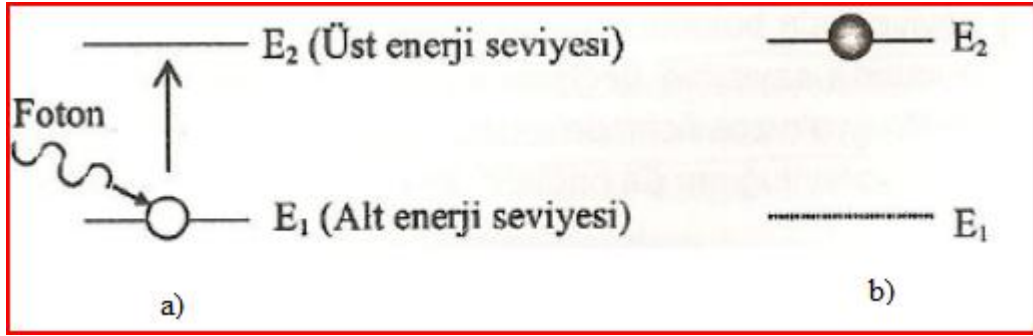 E₂ (Üst enerji seviyesi)
E₂
Foton
E₁ (Alt enerji seviyesi)
E₁
a)
b)